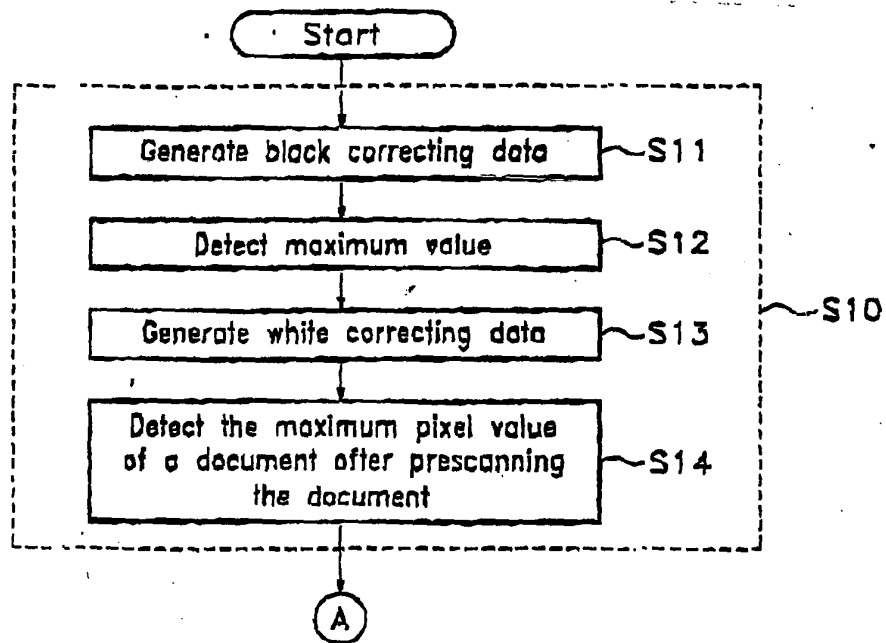 Start
Generate black correcting data
S11
Detect maximum value
S12
Generate white correcting data
S13
S10
Detect the maximum pixel value
of a document after prescanning
the document
S14
A